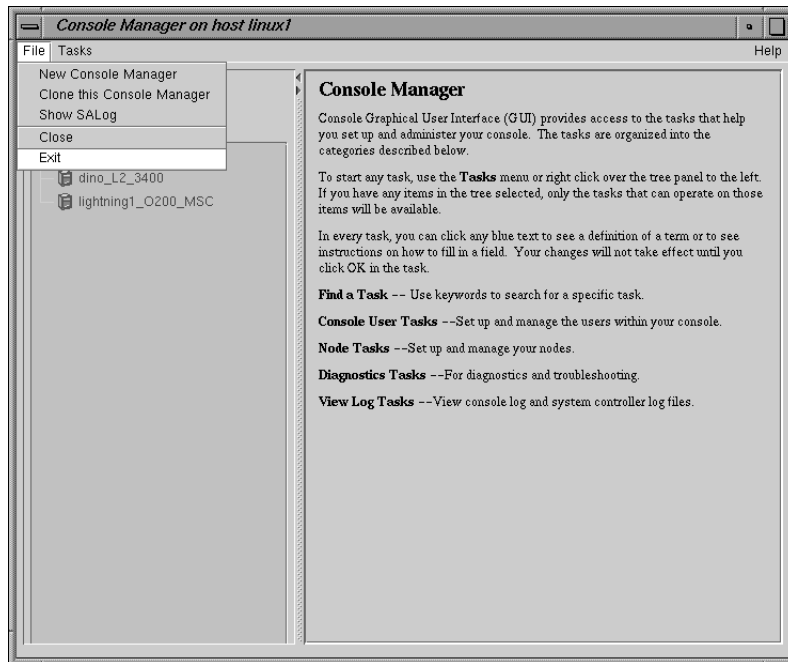 Console Manager on host linux1
File Tasks Help
New Console Manager
Clone this Console Manager
Show SALog
Close
Exit
dino_L2_3400
lightning1_O200_MSC
Console Manager
Console Graphical User Interface (GUI) provides access to the tasks that help
you set up and administer your console. The tasks are organized into the
categories described below.
To start any task, use the Tasks menu or right click over the tree panel to the left.
If you have any items in the tree selected, only the tasks that can operate on those
items will be available.
In every task, you can click any blue text to see a definition of a term or to see
instructions on how to fill in a field. Your changes will not take effect until you
click OK in the task.
Find a Task -- Use keywords to search for a specific task.
Console User Tasks --Set up and manage the users within your console.
Node Tasks --Set up and manage your nodes.
Diagnostics Tasks --For diagnostics and troubleshooting.
View Log Tasks --View console log and system controller log files.